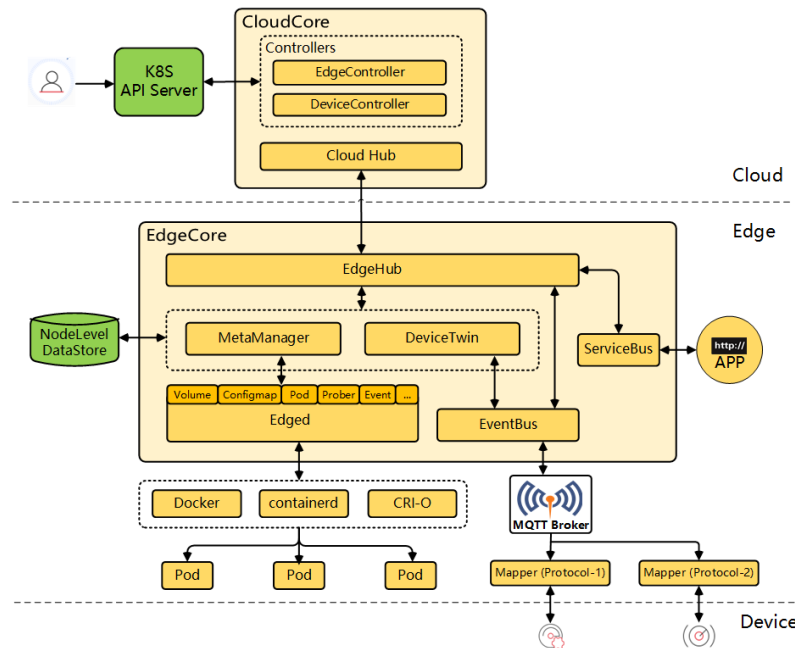 CloudCore
Controllers
K8S
API Server
EdgeController
DeviceController
Cloud Hub
Cloud
EdgeCore
Edge
EdgeHub
NodeLevel
DataStore
MetaManager
DeviceTwin
ServiceBus
http://
APP
Volume
Configmap
Pod
Prober
Event
...
Edged
EventBus
Docker
containerd
CRI-O
MQTT Broker
Pod
Pod
Pod
Mapper (Protocol-1)
Mapper (Protocol-2)
Device